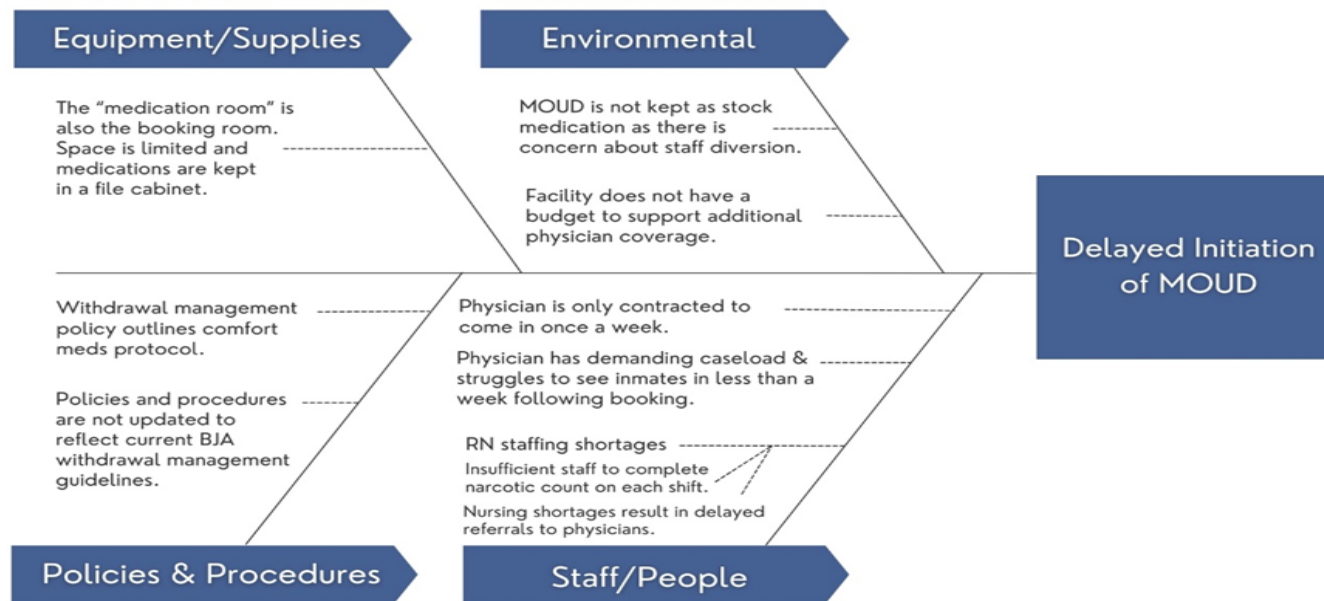 Equipment/Supplies
The “medication room” is
also the booking room.
Space is limited and
medications are kept
in a file cabinet.
Environmental
MOUD is not kept as stock
medication as there is
concern about staff diversion.
Facility does not have a
budget to support additional
physician coverage.
Delayed Initiation
of MOUD
Withdrawal management
policy outlines comfort
meds protocol.
Policies and procedures
are not updated to
reflect current BJA
withdrawal management
guidelines.
Policies & Procedures
Physician is only contracted to
come in once a week.
Physician has demanding caseload &
struggles to see inmates in less than a
week following booking.
RN staffing shortages
Insufficient staff to complete
narcotic count on each shift.
Nursing shortages result in delayed
referrals to physicians.
Staff/People